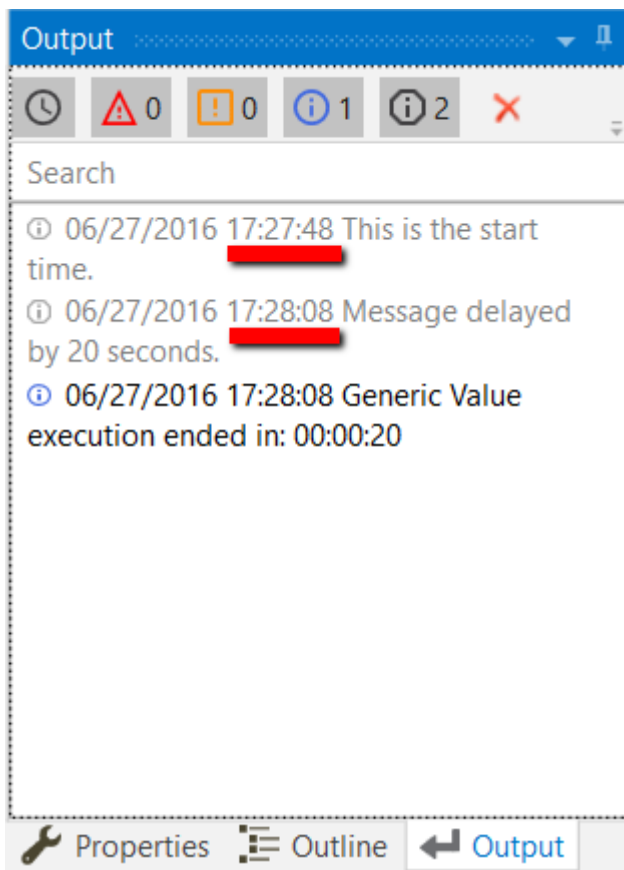 Output
0 0 1 2
Search
06/27/2016 17:27:48 This is the start
time.
06/27/2016 17:28:08 Message delayed
by 20 seconds.
06/27/2016 17:28:08 Generic Value
execution ended in: 00:00:20
Properties Outline Output